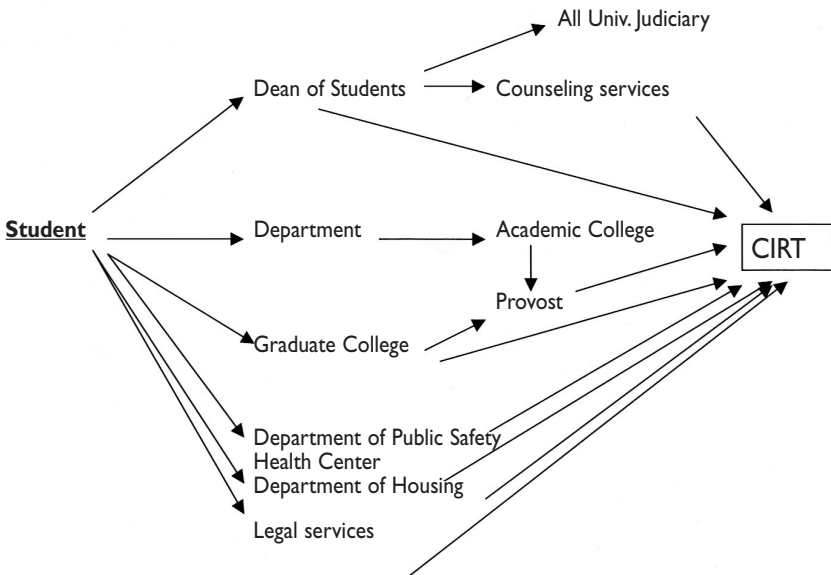 All Univ. Judiciary
Dean of Students
Counseling services
Student
Department
Academic College
CIRT
Provost
Graduate College
Department of Public Safety
Health Center
Department of Housing
Legal services